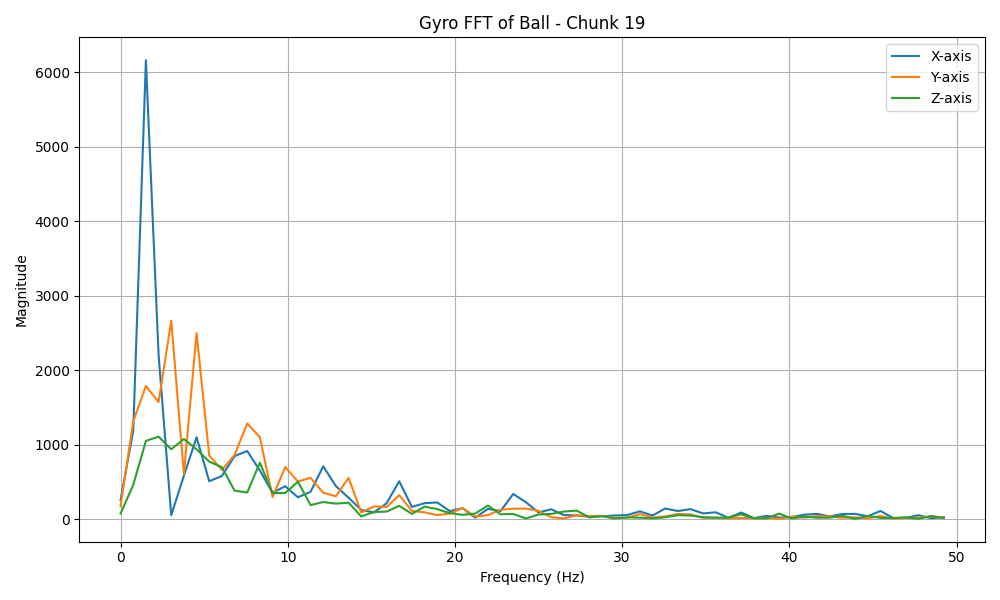 Gyro FFT of Ball - Chunk 19
X-axis
Y-axis
Z-axis
6000
5000
4000
3000
2000
1000
0
Magnitude
0 10 20 30 40 50
Frequency (Hz)